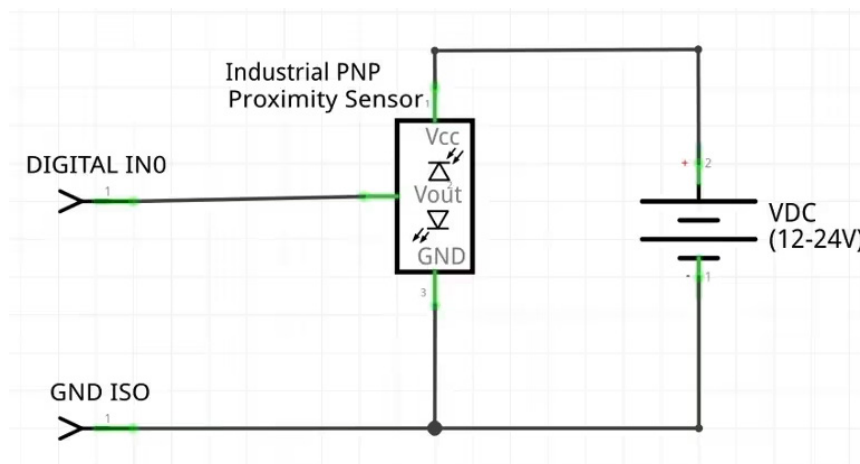 Industrial PNP
Proximity Sensor
1
Vcc
DIGITAL IN0
1
+
2
Vout
2
VDC
(12-24V)
GND
-
1
3
GND ISO
1